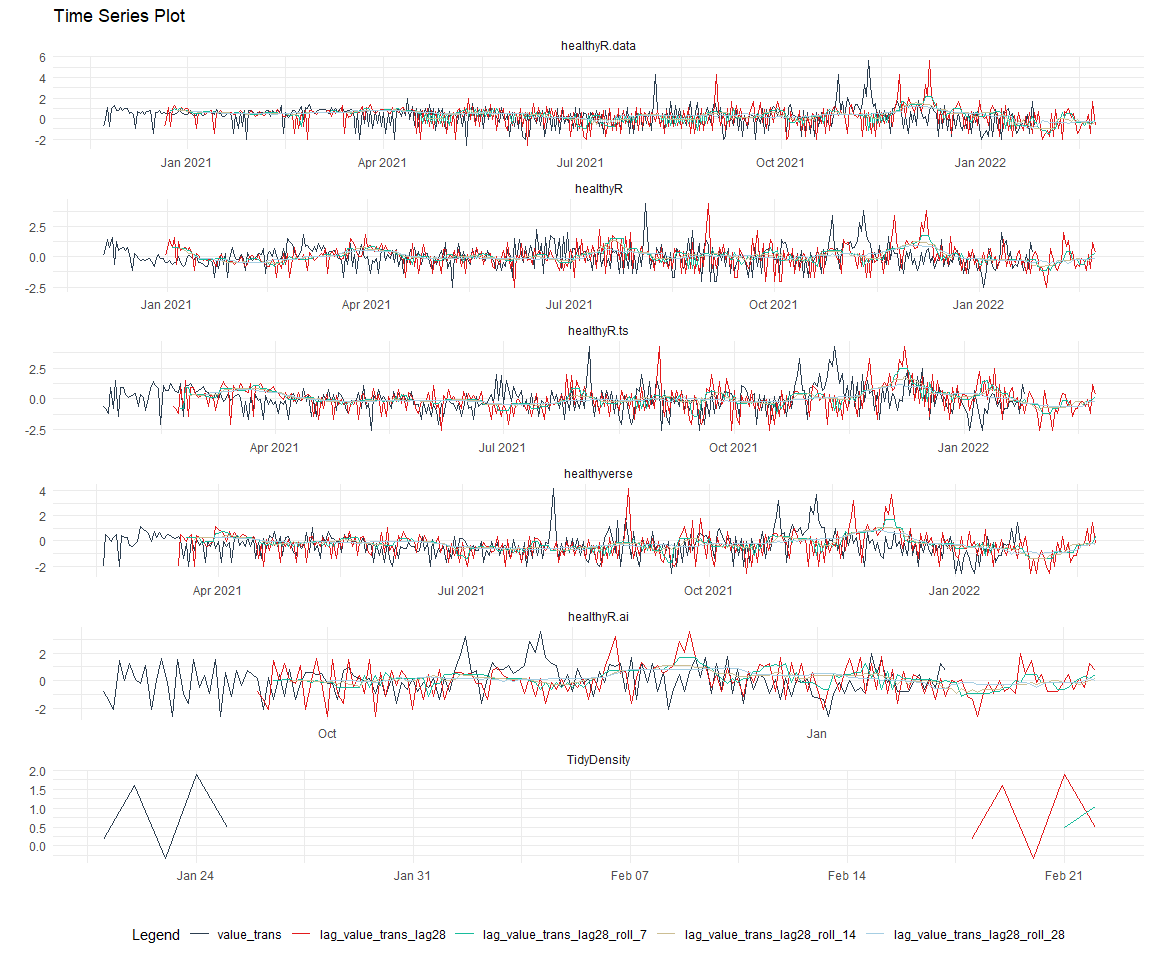 Time Series Plot
healthyR.data
6
4
2
0
-2
Jan 2021 Apr 2021 Jul 2021 Oct 2021 Jan 2022
healthyR
2.5
0.0
-2.5
Jan 2021 Apr 2021 Jul 2021 Oct 2021 Jan 2022
healthyR.ts
2.5
0.0
-2.5
Apr 2021 Jul 2021 Oct 2021 Jan 2022
healthyverse
4
2
0
-2
Apr 2021 Jul 2021 Oct 2021 Jan 2022
healthyR.ai
2
0
-2
Oct Jan
TidyDensity
2.0
1.5
1.0
0.5
0.0
Jan 24 Jan 31 Feb 07 Feb 14 Feb 21
Legend value_trans lag_value_trans_lag28 lag_value_trans_lag28_roll_7 lag_value_trans_lag28_roll_14 lag_value_trans_lag28_roll_28